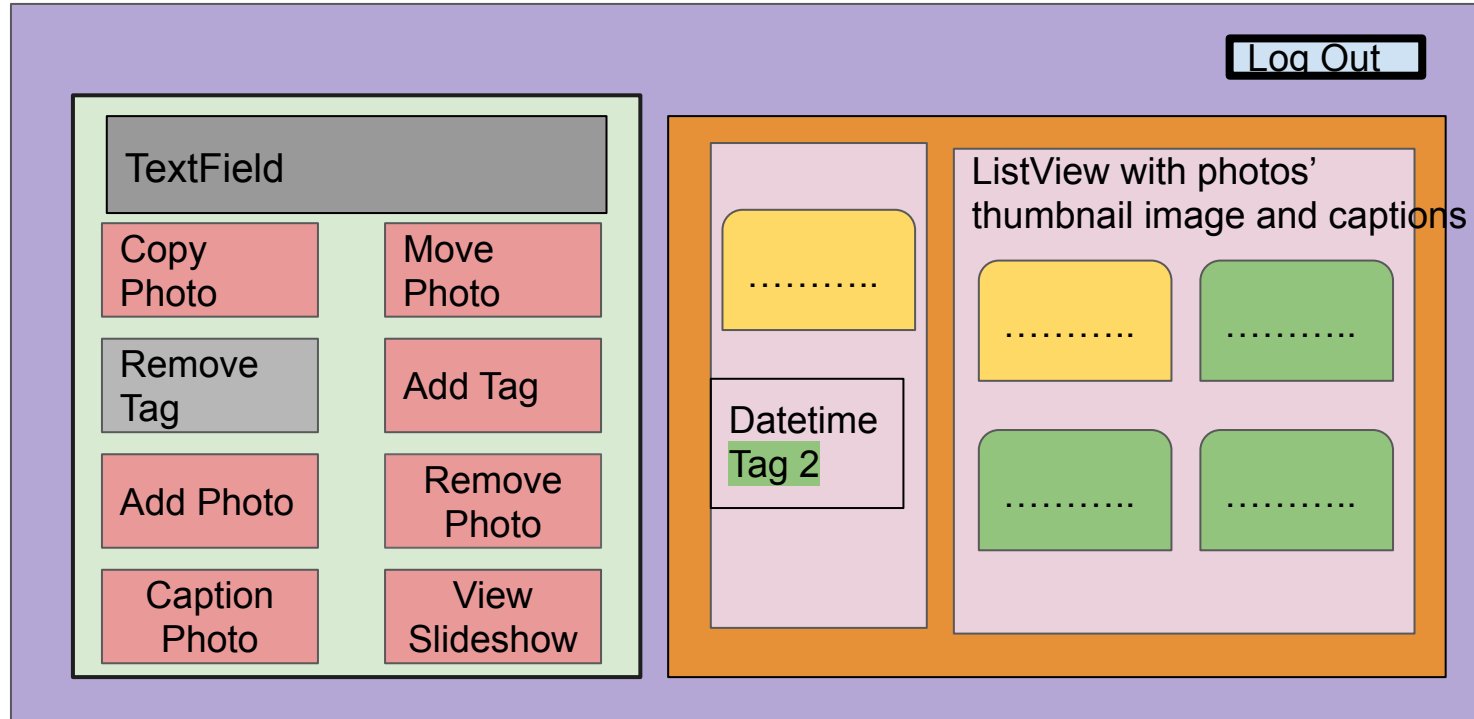 Log Out
TextField
Copy
Photo
Move
Photo
Remove
Tag
Add Tag
Add Photo
Remove
Photo
Caption
Photo
View
Slideshow
………..
Datetime
Tag 2
ListView with photos’
thumbnail image and captions
………..
………..
………..
………..